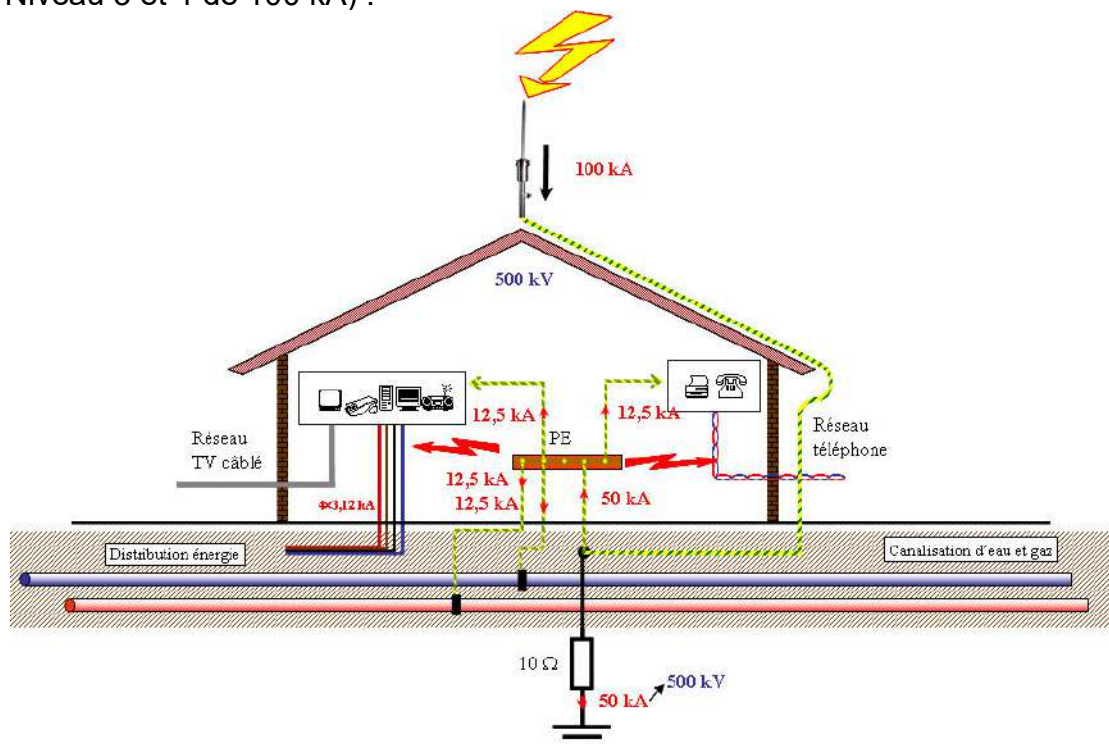 Niveau 3 et 4 de 100 kA) :
100 kA
500 kV
12,5 kA
12,5 kA
PE
Réseau
TV câblé
Réseau
téléphone
12,5 kA
12,5 kA
4×3,12 kA
50 kA
Distribution énergie
Canalisation d'eau et gaz
10 Ω
500 kV
50 kA